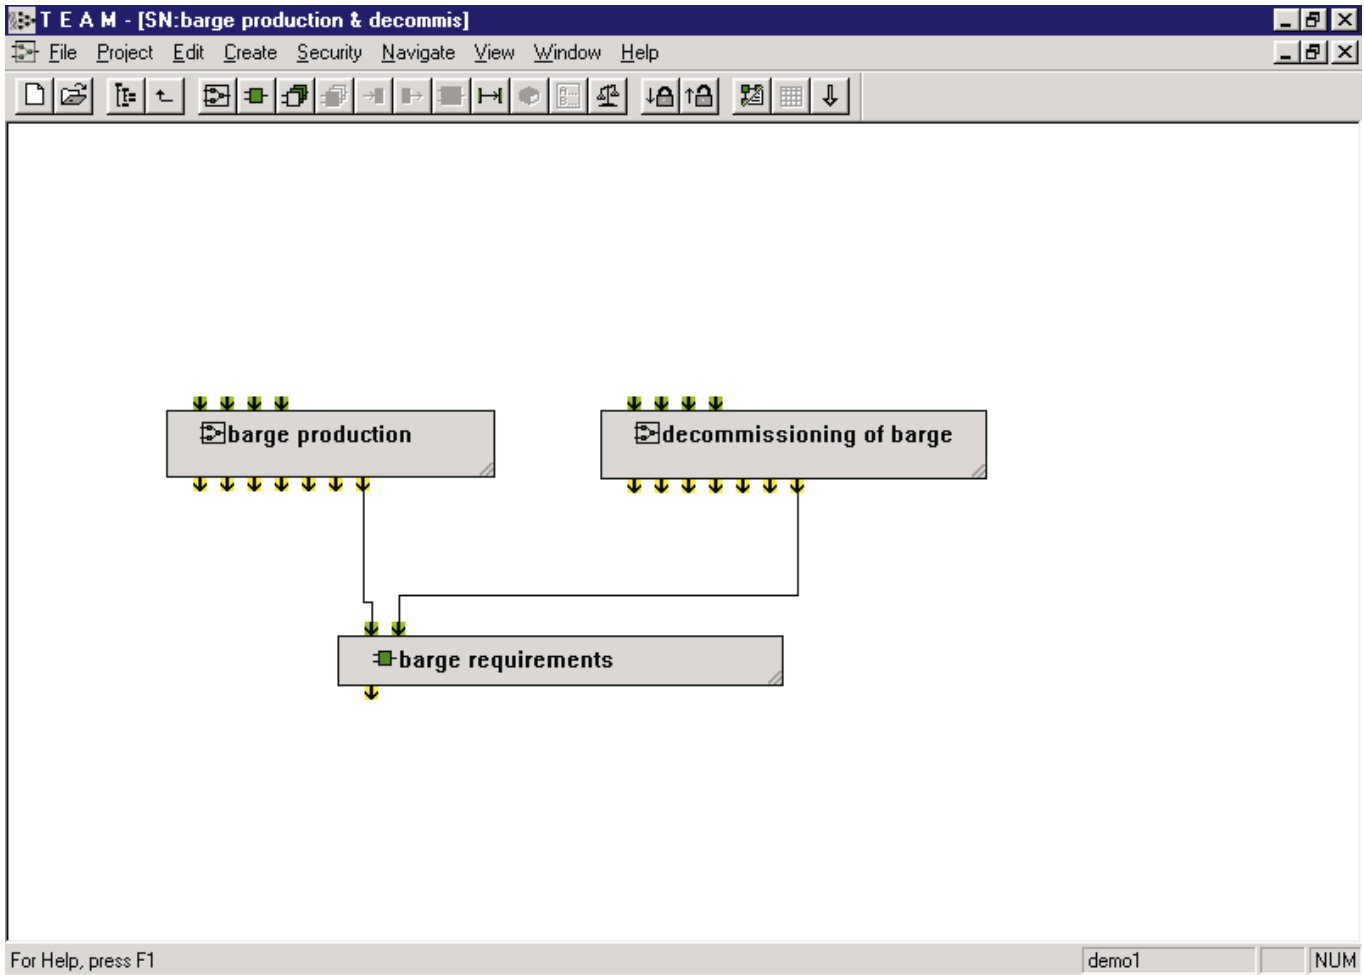 T E A M - [SN:barge production & decommis]
File Project Edit Create Security Navigate View Window Help
barge production
decommissioning of barge
barge requirements
For Help, press F1
demo1
NUM